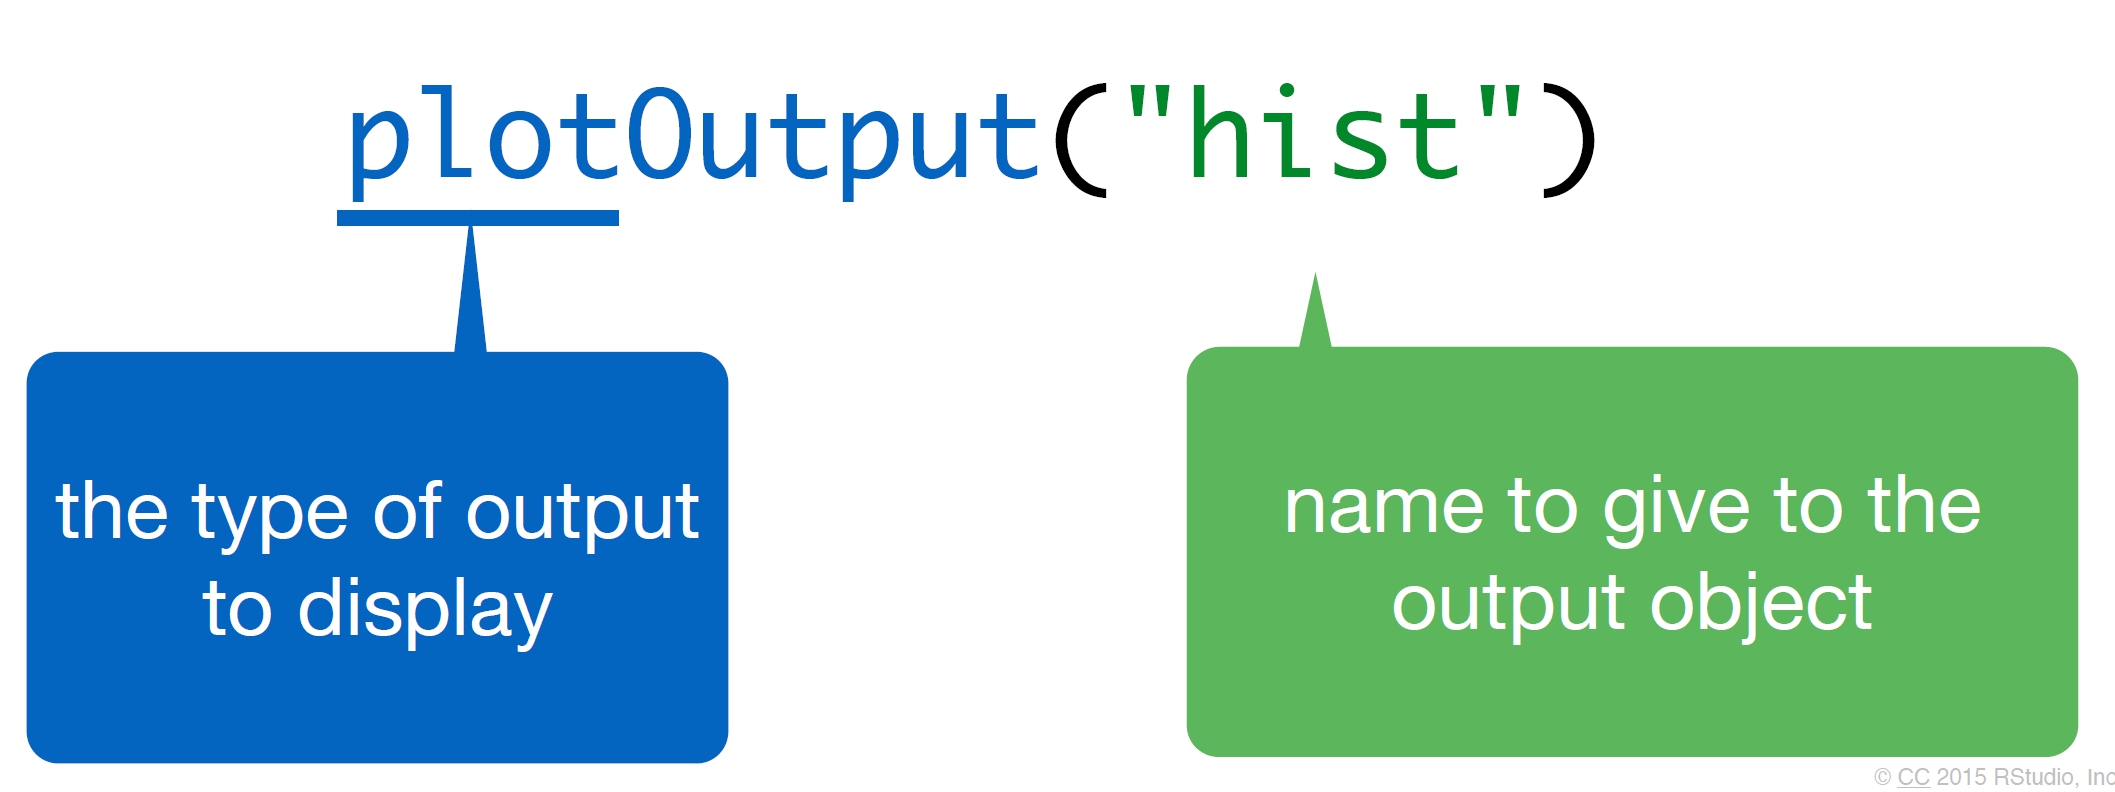 plotOutput("hist")
the type of output
to display
name to give to the
output object
© CC 2015 RStudio, Inc